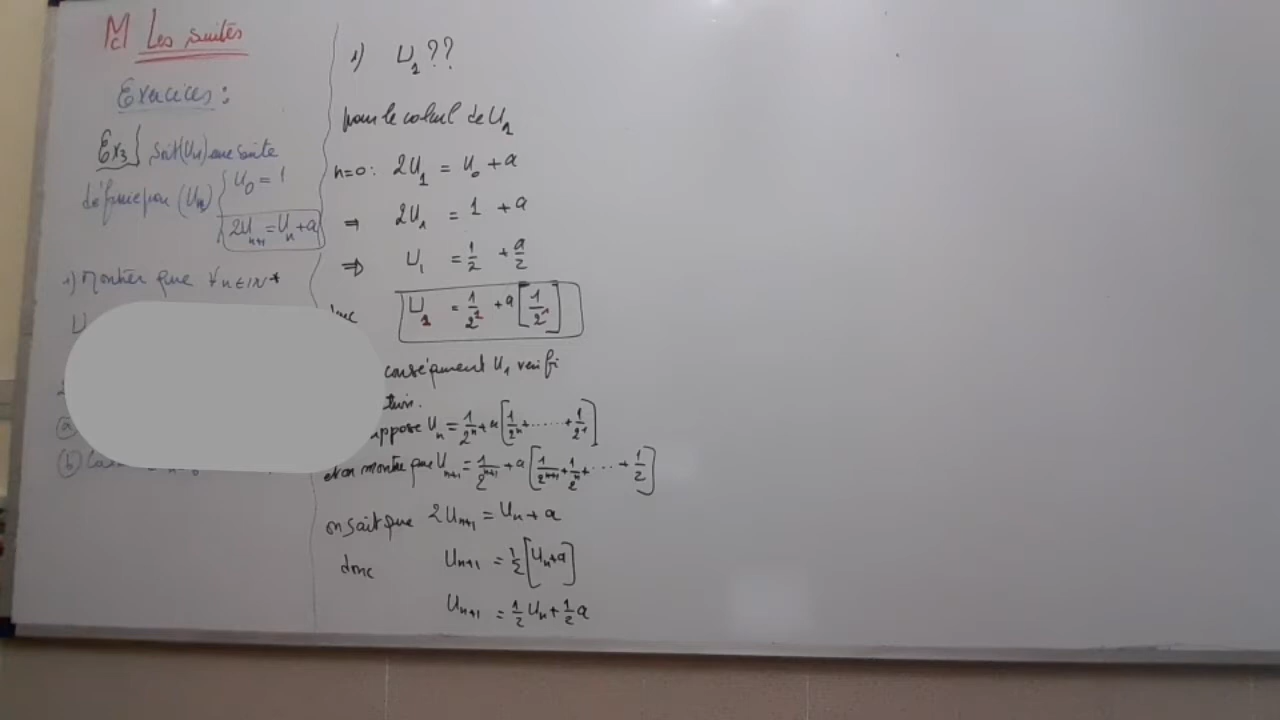 Mc Les suites
Exercices :
Ex3} soit (Un) une suite
définie par (Un) { U0 = 1
2Un+1 = Un + a
1) Montrer que ∀n∈IN*
U
(a)
(b)
1) U1 ??
pour le calcul de U1
n=0 : 2U1 = U0 + a
⇒ 2U1 = 1 + a
⇒ U1 = 1/2 + a/2
U1 = 1/2^1 + a[1/2^1]
conséquement U1 verifi
suppose Un = 1/2^n + a[1/2^n + ...... + 1/2^1]
et on montre que Un+1 = 1/2^n+1 + a[1/2^n+1 + 1/2^n + ... + 1/2]
on sait que 2Un+1 = Un + a
donc Un+1 = 1/2[Un+a]
Un+1 = 1/2 Un + 1/2 a